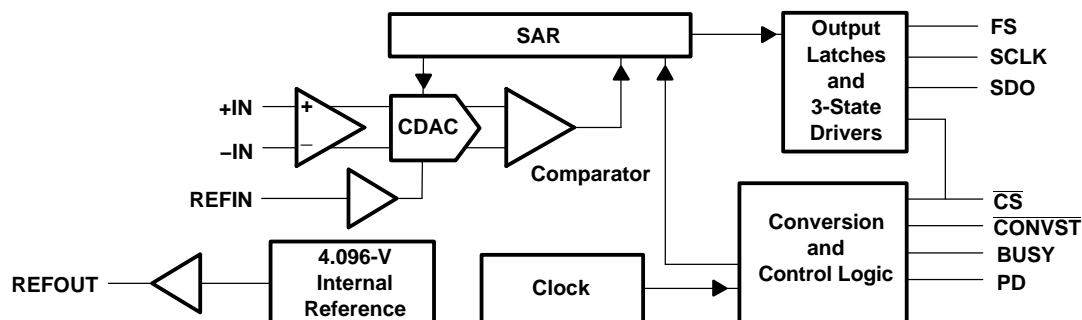 SAR
Output
Latches
and
3-State
Drivers
FS
SCLK
SDO
+IN
−IN
+
−
CDAC
Comparator
REFIN
CS
CONVST
BUSY
PD
Conversion
and
Control Logic
REFOUT
4.096-V
Internal
Reference
Clock